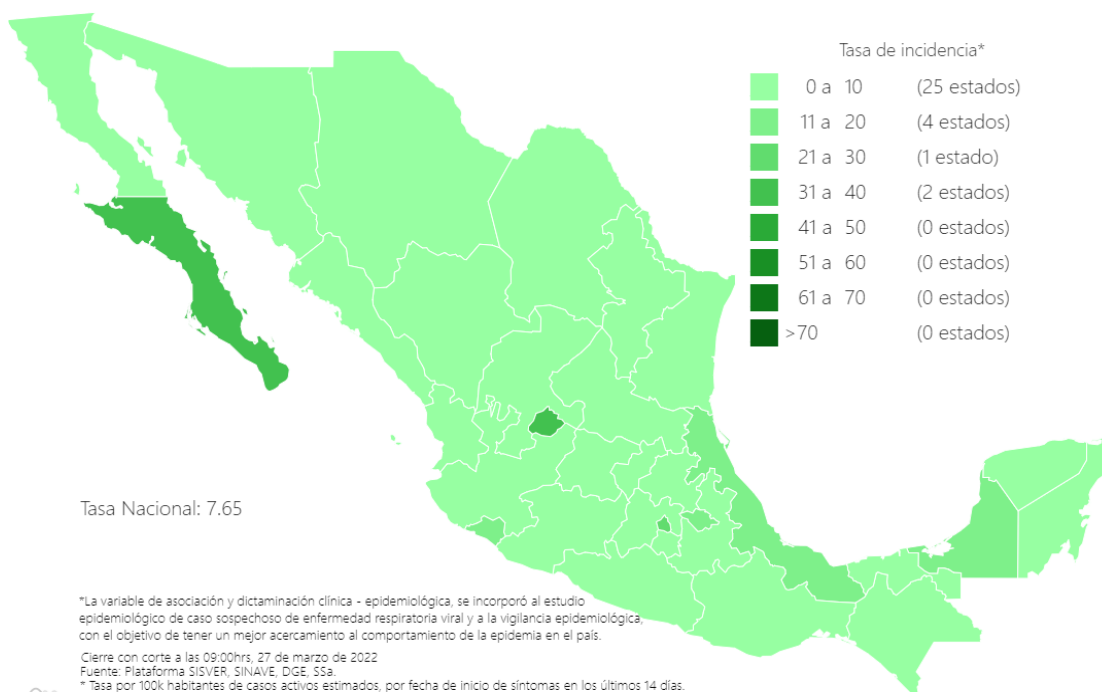 Tasa de incidencia*
0 a 10 (25 estados)
11 a 20 (4 estados)
21 a 30 (1 estado)
31 a 40 (2 estados)
41 a 50 (0 estados)
51 a 60 (0 estados)
61 a 70 (0 estados)
>70 (0 estados)
Tasa Nacional: 7.65
*La variable de asociación y dictaminación clínica - epidemiológica, se incorporó al estudio
epidemiológico de caso sospechoso de enfermedad respiratoria viral y a la vigilancia epidemiológica,
con el objetivo de tener un mejor acercamiento al comportamiento de la epidemia en el país.
Cierre con corte a las 09:00hrs, 27 de marzo de 2022
Fuente: Plataforma SISVER, SINAVE, DGE, SSa.
* Tasa por 100k habitantes de casos activos estimados, por fecha de inicio de síntomas en los últimos 14 días.